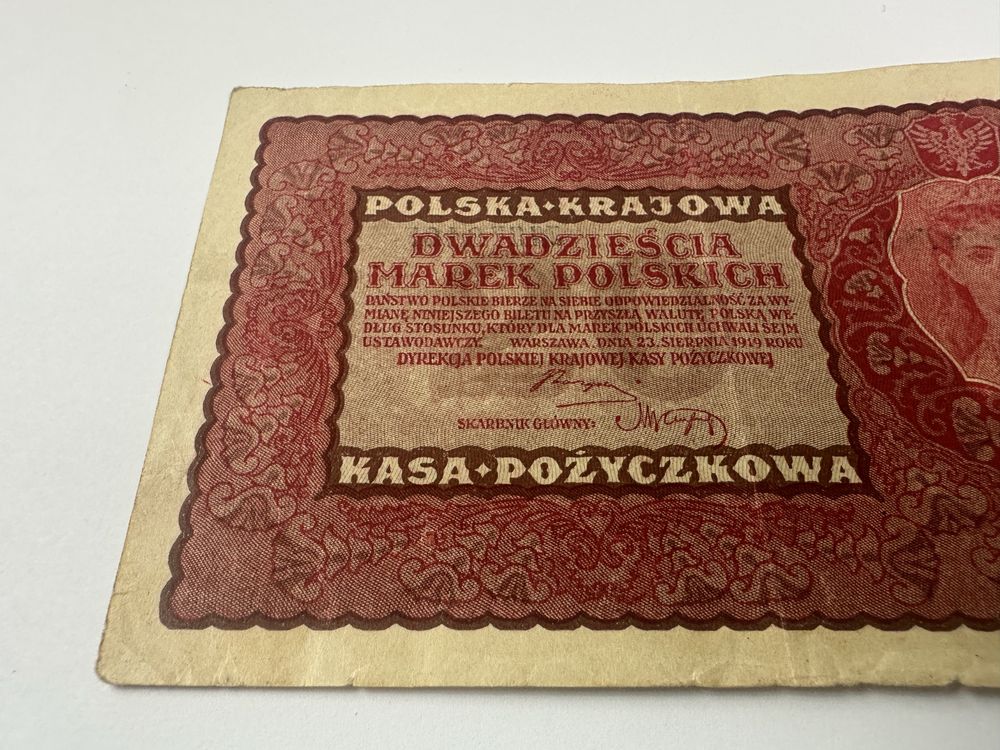 POLSKA·KRAJOWA
DWADZIEŚCIA
MAREK POLSKICH
PAŃSTWO POLSKIE BIERZE NA SIEBIE ODPOWIEDZIALNOŚĆ ZA WY-
MIANĘ NINIEJSZEGO BILETU NA PRZYSZŁĄ WALUTĘ POLSKĄ WE-
DŁUG STOSUNKU, KTÓRY DLA MAREK POLSKICH UCHWALI SEJM
USTAWODAWCZY. WARSZAWA, DNIA 23. SIERPNIA 1919 ROKU
DYREKCJA POLSKIEJ KRAJOWEJ KASY POŻYCZKOWEJ
SKARBNIK GŁÓWNY:
KASA·POŻYCZKOWA